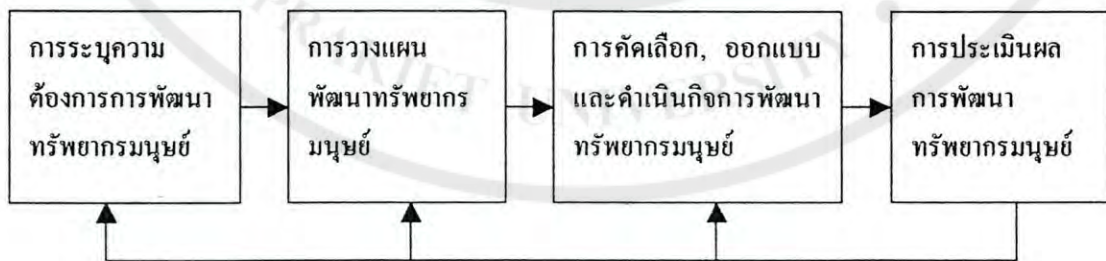 การระบุความ
ต้องการการพัฒนา
ทรัพยากรมนุษย์
การวางแผน
พัฒนาทรัพยากร
มนุษย์
การคัดเลือก, ออกแบบ
และดำเนินกิจการพัฒนา
ทรัพยากรมนุษย์
การประเมินผล
การพัฒนา
ทรัพยากรมนุษย์
PRAKIET UNIVERSITY